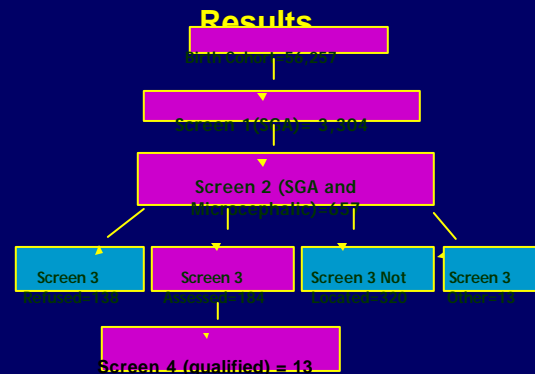 Results
Birth Cohort=56,257
Screen 1(SGA)= 3,304
Screen 2 (SGA and
Microcephalic)=657
Screen 3
Refused=138
Screen 3
Assessed=184
Screen 3 Not
Located=320
Screen 3
Other=13
Screen 4 (qualified) = 13